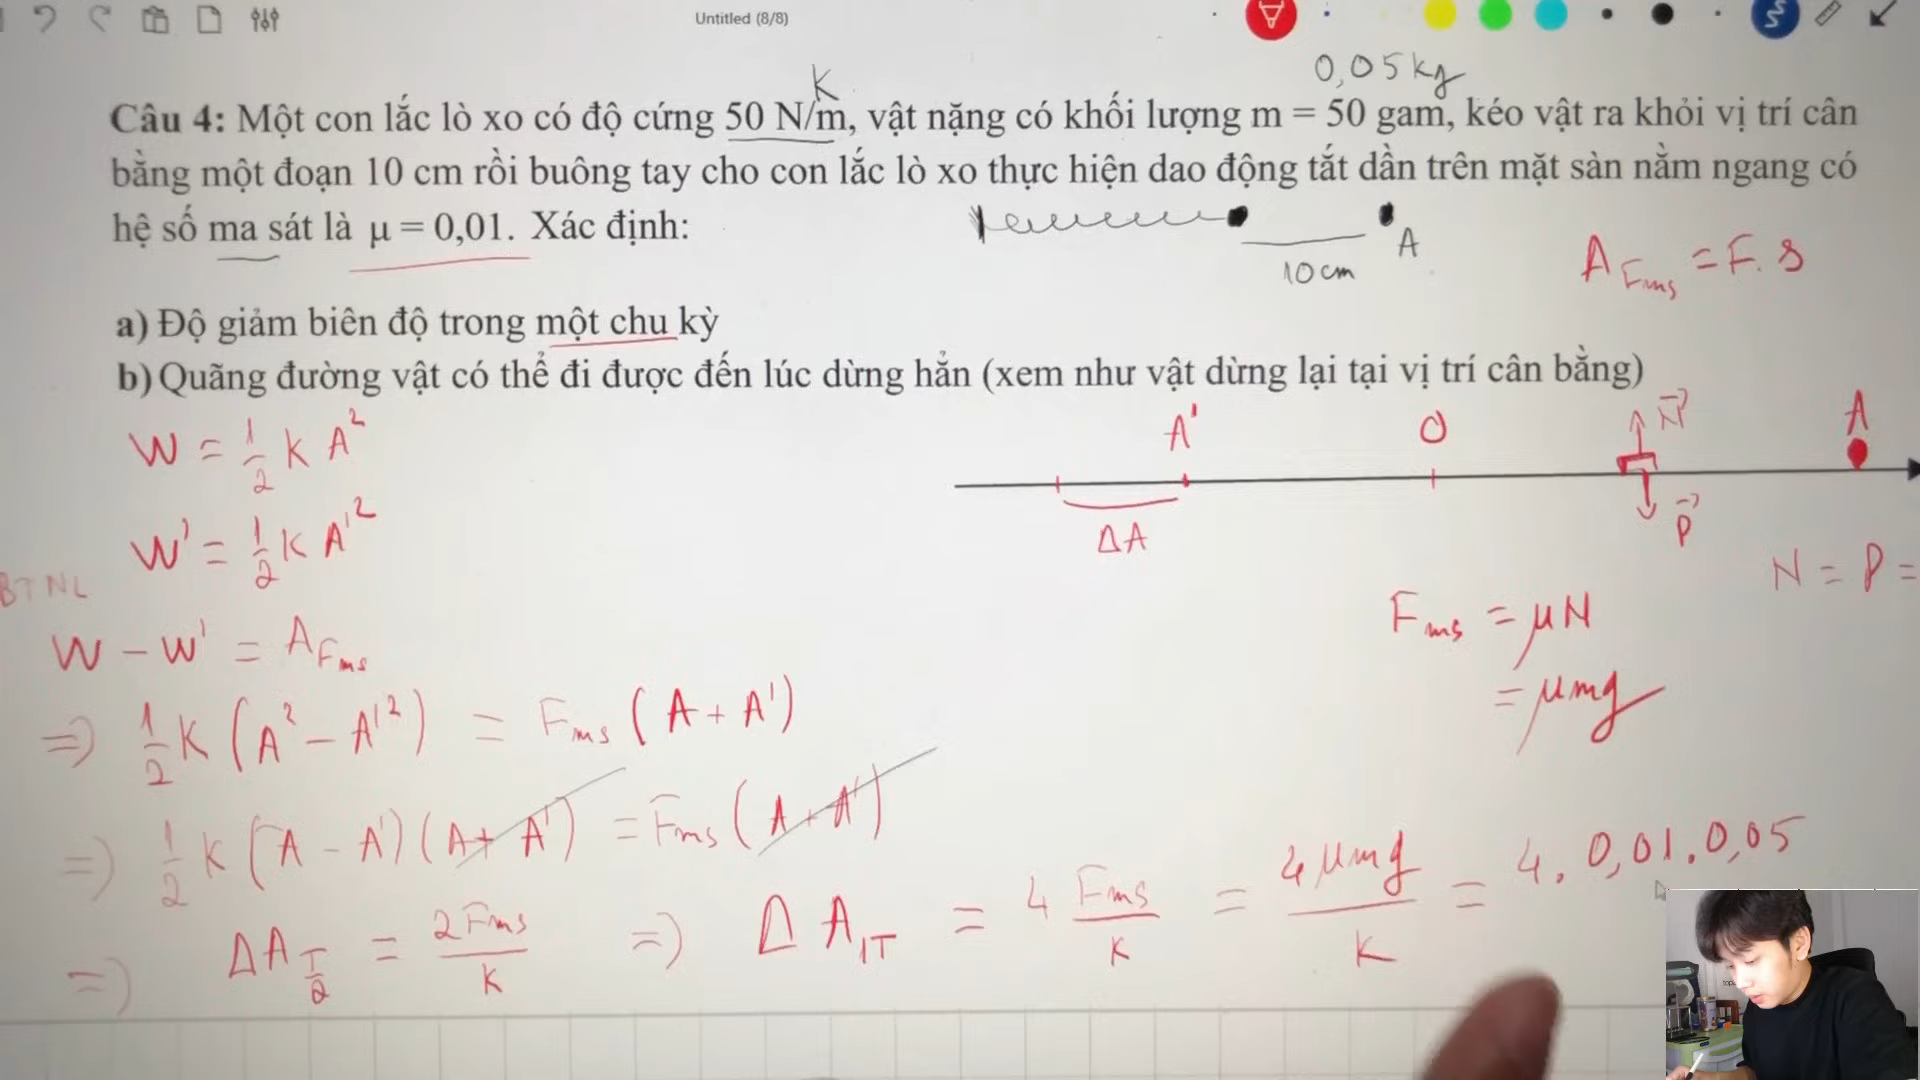 Untitled (8/8)
K
0,05kg
Câu 4: Một con lắc lò xo có độ cứng 50 N/m, vật nặng có khối lượng m = 50 gam, kéo vật ra khỏi vị trí cân
bằng một đoạn 10 cm rồi buông tay cho con lắc lò xo thực hiện dao động tắt dần trên mặt sàn nằm ngang có
hệ số ma sát là μ = 0,01. Xác định:
A
10cm
A_Fms = F.s
a) Độ giảm biên độ trong một chu kỳ
b) Quãng đường vật có thể đi được đến lúc dừng hẳn (xem như vật dừng lại tại vị trí cân bằng)
W = 1/2 K A²
A' O N⃗ A
ΔA P⃗
W' = 1/2 K A'²
BTNL
N = P =
W - W' = A_Fms
Fms = μN
= μmg
=> 1/2 K (A² - A'²) = Fms (A + A')
=> 1/2 K (A - A') (A + A') = Fms (A + A')
=> ΔA_T/2 = 2Fms/K => ΔA_1T = 4 Fms/K = 4μmg/K = 4. 0,01. 0,05